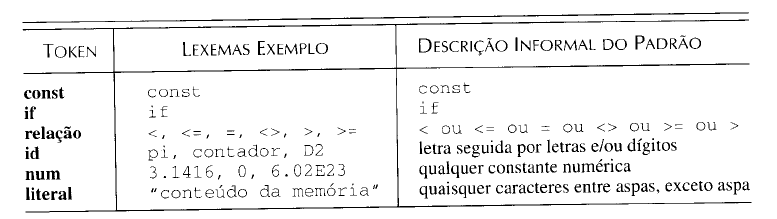 TOKEN LEXEMAS EXEMPLO DESCRIÇÃO INFORMAL DO PADRÃO
const const const
if if if
relação <, <=, =, <>, >, >= < ou <= ou = ou <> ou >= ou >
id pi, contador, D2 letra seguida por letras e/ou dígitos
num 3.1416, 0, 6.02E23 qualquer constante numérica
literal "conteúdo da memória" quaisquer caracteres entre aspas, exceto aspa